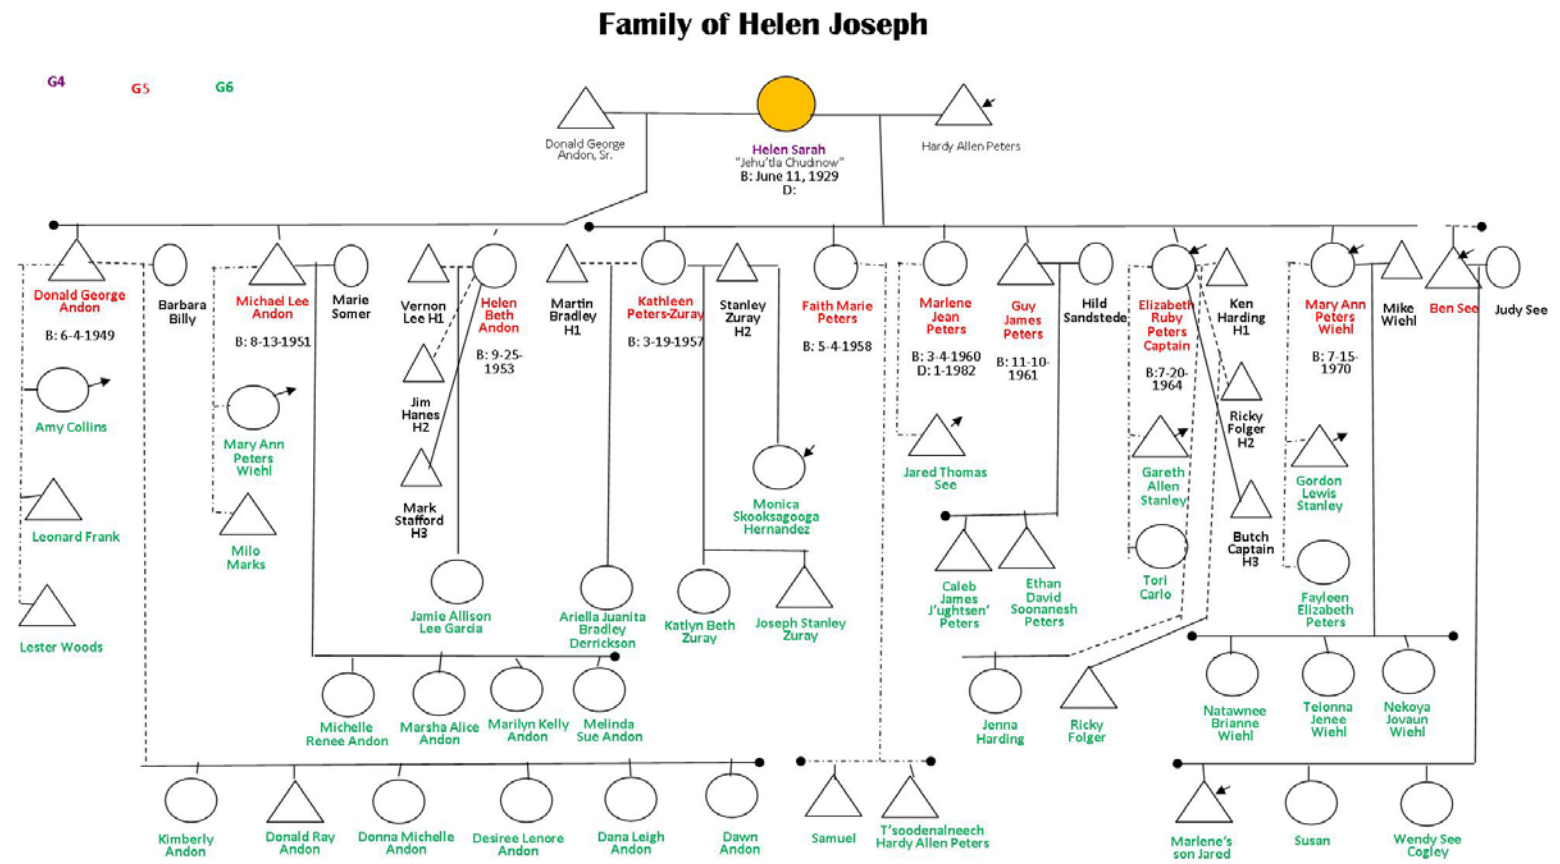 Family of Helen Joseph
G4
G5
G6
Donald George
Andon, Sr.
Helen Sarah
"Jehu'tla Chudinow"
B: June 11, 1929
D:
Hardy Allen Peters
Donald George
Andon
B: 6-4-1949
Barbara
Billy
Michael Lee
Andon
B: 8-13-1951
Marie
Somer
Vernon
Lee H1
Helen
Beth
Andon
B: 9-25-
1953
Martin
Bradley
H1
Kathleen
Peters-Zuray
B: 3-19-1957
Stanley
Zuray
H2
Faith Marie
Peters
B: 5-4-1958
Marlene
Jean
Peters
B: 3-4-1960
D: 1-1982
Guy
James
Peters
B: 11-10-
1961
Hild
Sandstede
Elizabeth
Ruby
Peters
Captain
B:7-20-
1964
Ken
Harding
H1
Mary Ann
Peters
Wiehl
B: 7-15-
1970
Mike
Wiehl
Ben See
Judy See
Amy Collins
Mary Ann
Peters
Wiehl
Jim
Hanes
H2
Ricky
Folger
H2
Jared Thomas
See
Gareth
Allen
Stanley
Gordon
Lewis
Stanley
Monica
Skooksagooga
Hernandez
Mark
Stafford
H3
Leonard Frank
Milo
Marks
Butch
Captain
H3
Caleb
James
J'ughtsen'
Peters
Ethan
David
Soonanesh
Peters
Tori
Carlo
Fayleen
Elizabeth
Peters
Lester Woods
Jamie Allison
Lee Garcia
Ariella Juanita
Bradley
Derrickson
Katlyn Beth
Zuray
Joseph Stanley
Zuray
Michelle
Renee Andon
Marsha Alice
Andon
Marilyn Kelly
Andon
Melinda
Sue Andon
Jenna
Harding
Ricky
Folger
Natawnee
Brianne
Wiehl
Teionna
Jenee
Wiehl
Nekoya
Jovaun
Wiehl
Kimberly
Andon
Donald Ray
Andon
Donna Michelle
Andon
Desiree Lenore
Andon
Dana Leigh
Andon
Dawn
Andon
Samuel
T'soodenalneech
Hardy Allen Peters
Marlene's
son Jared
Susan
Wendy See
Cogley